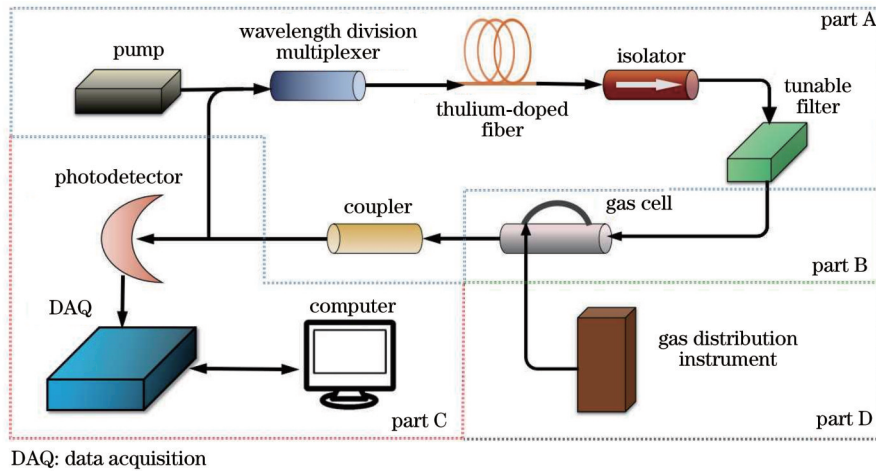 part A
wavelength division
multiplexer
pump
isolator
tunable
filter
thulium-doped
fiber
photodetector
coupler
gas cell
part B
DAQ
computer
gas distribution
instrument
part C
part D
DAQ: data acquisition